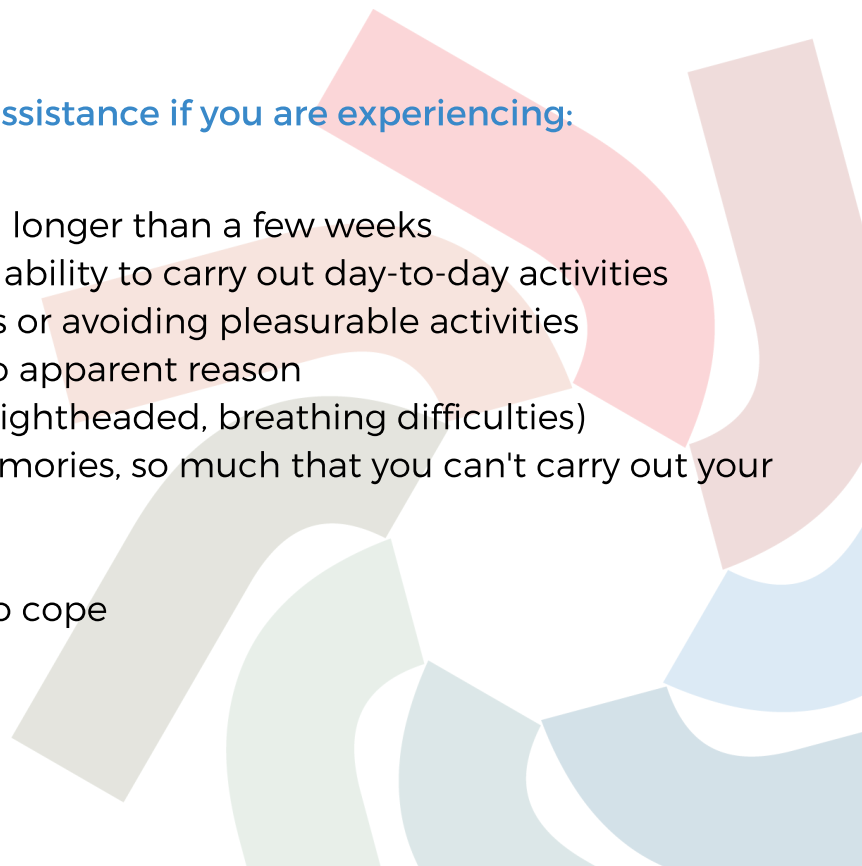 ssistance if you are experiencing:
longer than a few weeks
ability to carry out day-to-day activities
s or avoiding pleasurable activities
o apparent reason
ightheaded, breathing difficulties)
mories, so much that you can't carry out your
o cope